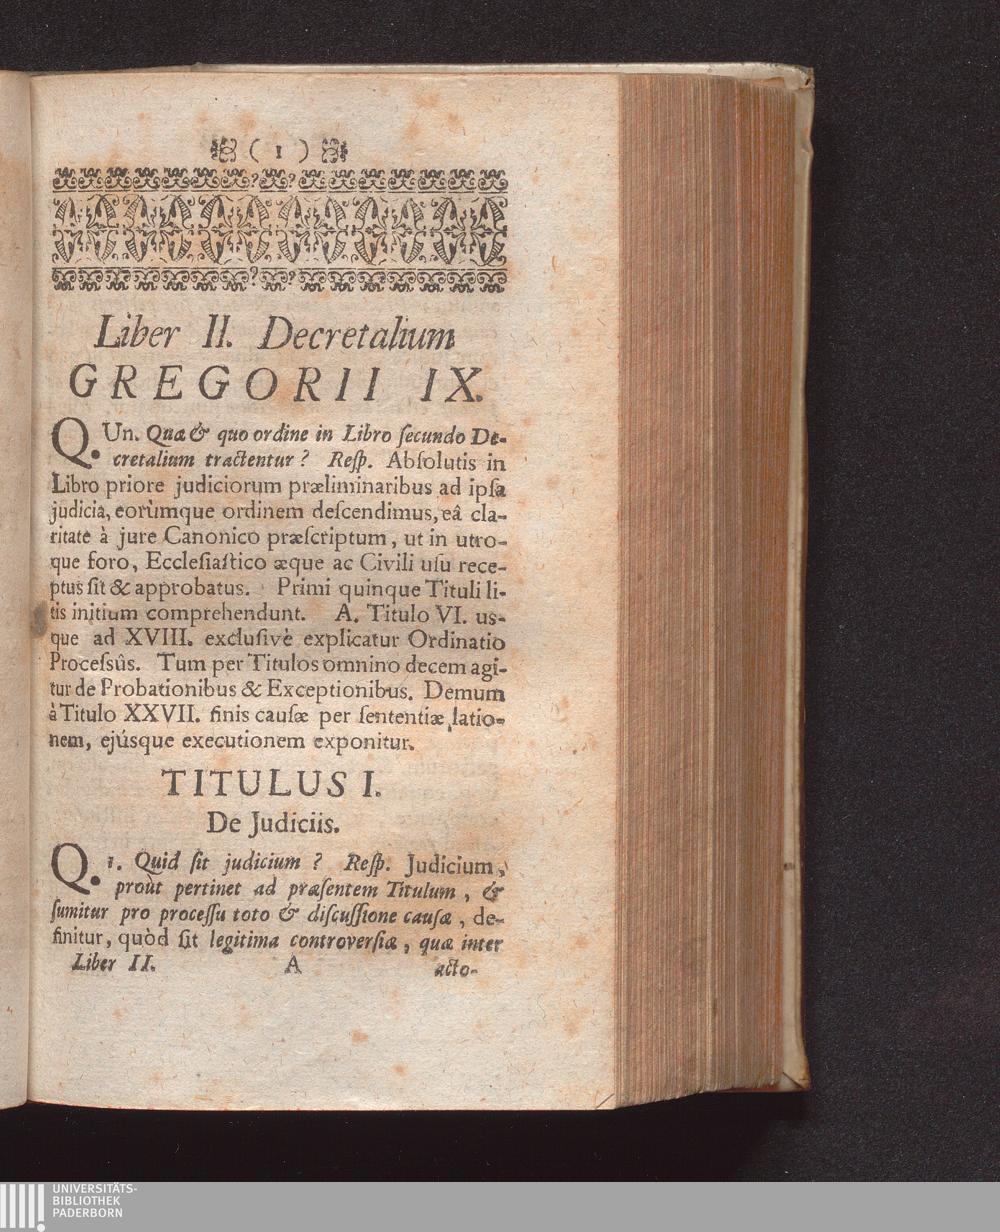 ( 1 )
Liber II. Decretalium
GREGORII IX.
Q. Un. Quæ & quo ordine in Libro ſecundo De-
cretalium tractentur? Reſp. Abſolutis in
Libro priore judiciorum præliminaribus ad ipſa
judicia, eorùmque ordinem deſcendimus, eâ cla-
ritate à jure Canonico præſcriptum, ut in utro-
que foro, Eccleſiaſtico æque ac Civili uſu rece-
ptus ſit & approbatus. Primi quinque Tituli li-
tis initium comprehendunt. A. Titulo VI. us-
que ad XVIII. excluſivè explicatur Ordinatio
Proceſsûs. Tum per Titulos omnino decem agi-
tur de Probationibus & Exceptionibus. Demum
à Titulo XXVII. finis cauſæ per ſententiæ latio-
nem, ejúsque executionem exponitur.
TITULUS I.
De Judiciis.
Q. 1. Quid ſit judicium? Reſp. Judicium,
proùt pertinet ad præſentem Titulum, &
ſumitur pro proceſſu toto & diſcuſſione cauſæ, de-
finitur, quòd ſit legitima controverſiæ, quæ inter
Liber II. A acto-
UNIVERSITÄTS-
BIBLIOTHEK
PADERBORN